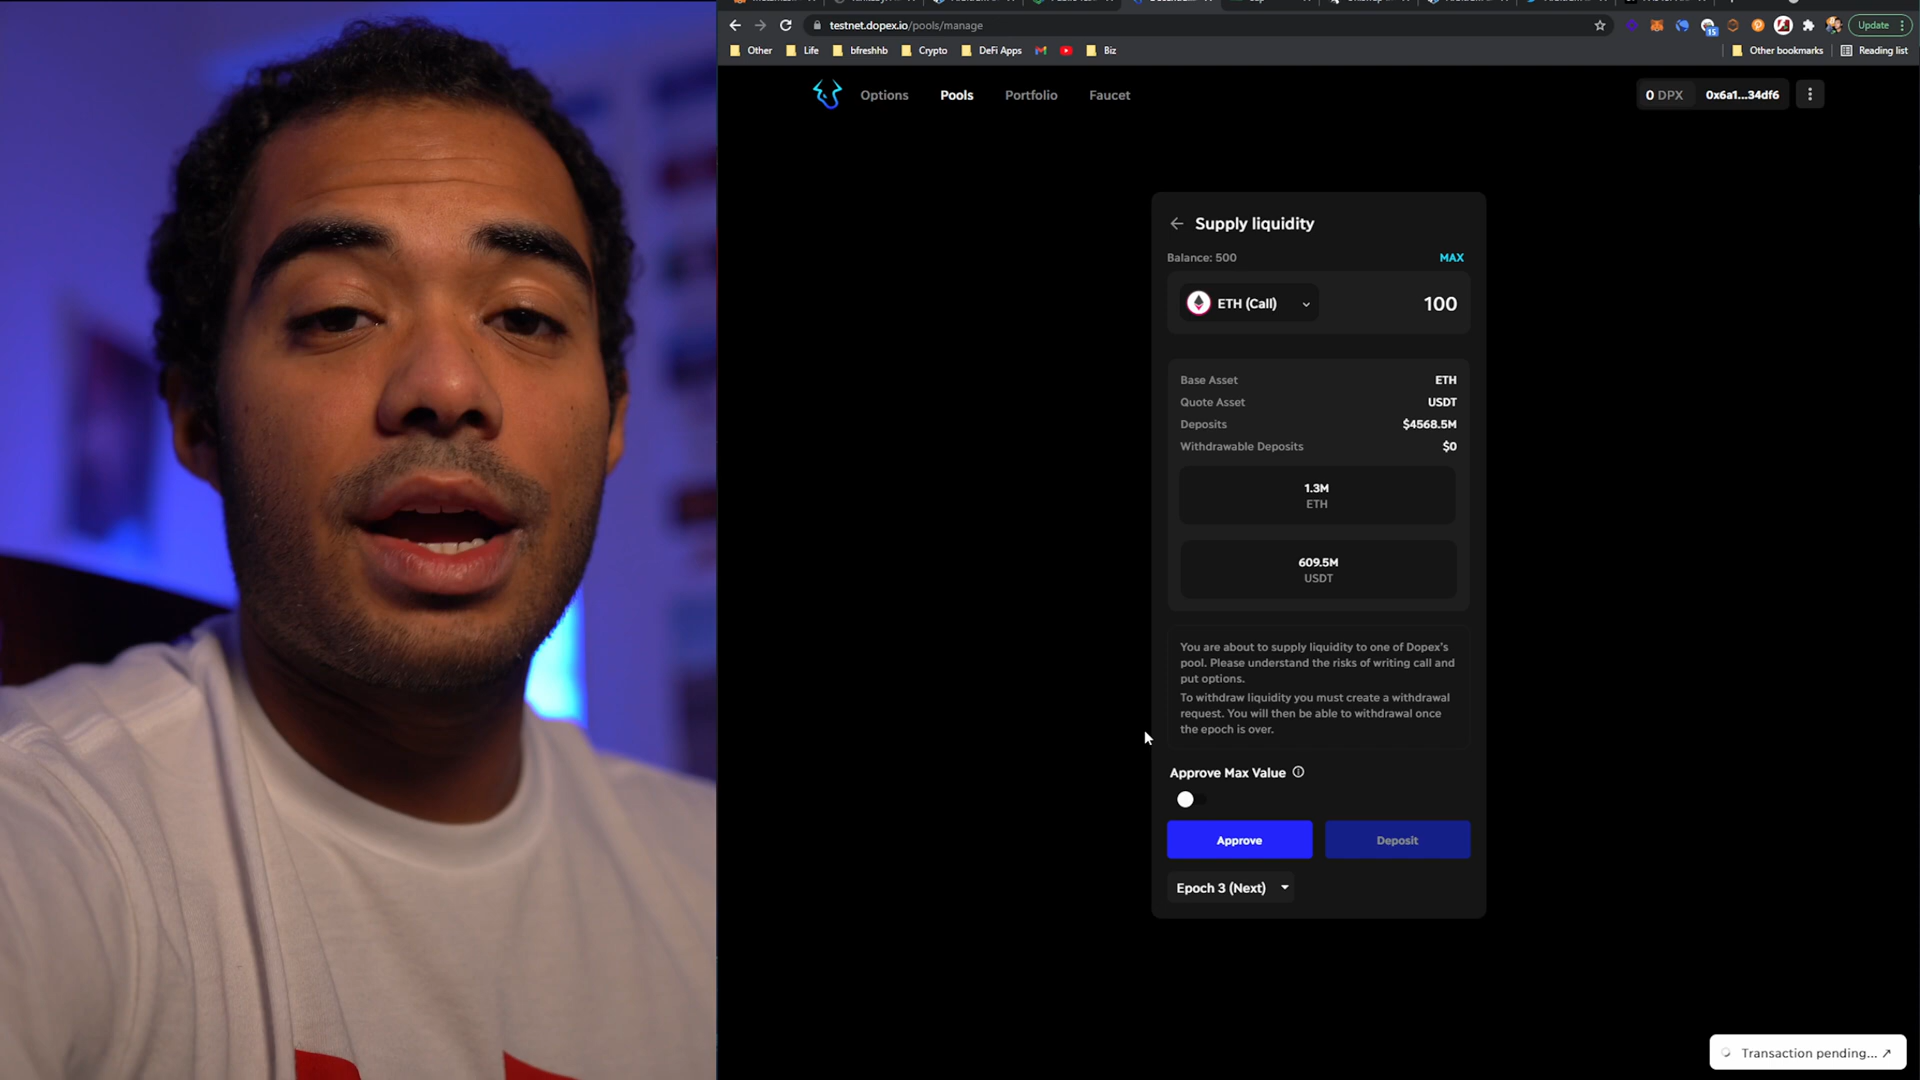 testnet.dopex.io/pools/manage
Update
Other
Life
bfreshhb
Crypto
DeFi Apps
Biz
Other bookmarks
Reading list
15
Options
Pools
Portfolio
Faucet
0 DPX
0x6a1...34df6
Supply liquidity
Balance: 500
MAX
ETH (Call)
100
Base Asset
ETH
Quote Asset
USDT
Deposits
$4568.5M
Withdrawable Deposits
$0
1.3M
ETH
609.5M
USDT
You are about to supply liquidity to one of Dopex's
pool. Please understand the risks of writing call and
put options.
To withdraw liquidity you must create a withdrawal
request. You will then be able to withdrawal once
the epoch is over.
Approve Max Value
Approve
Deposit
Epoch 3 (Next)
Transaction pending...